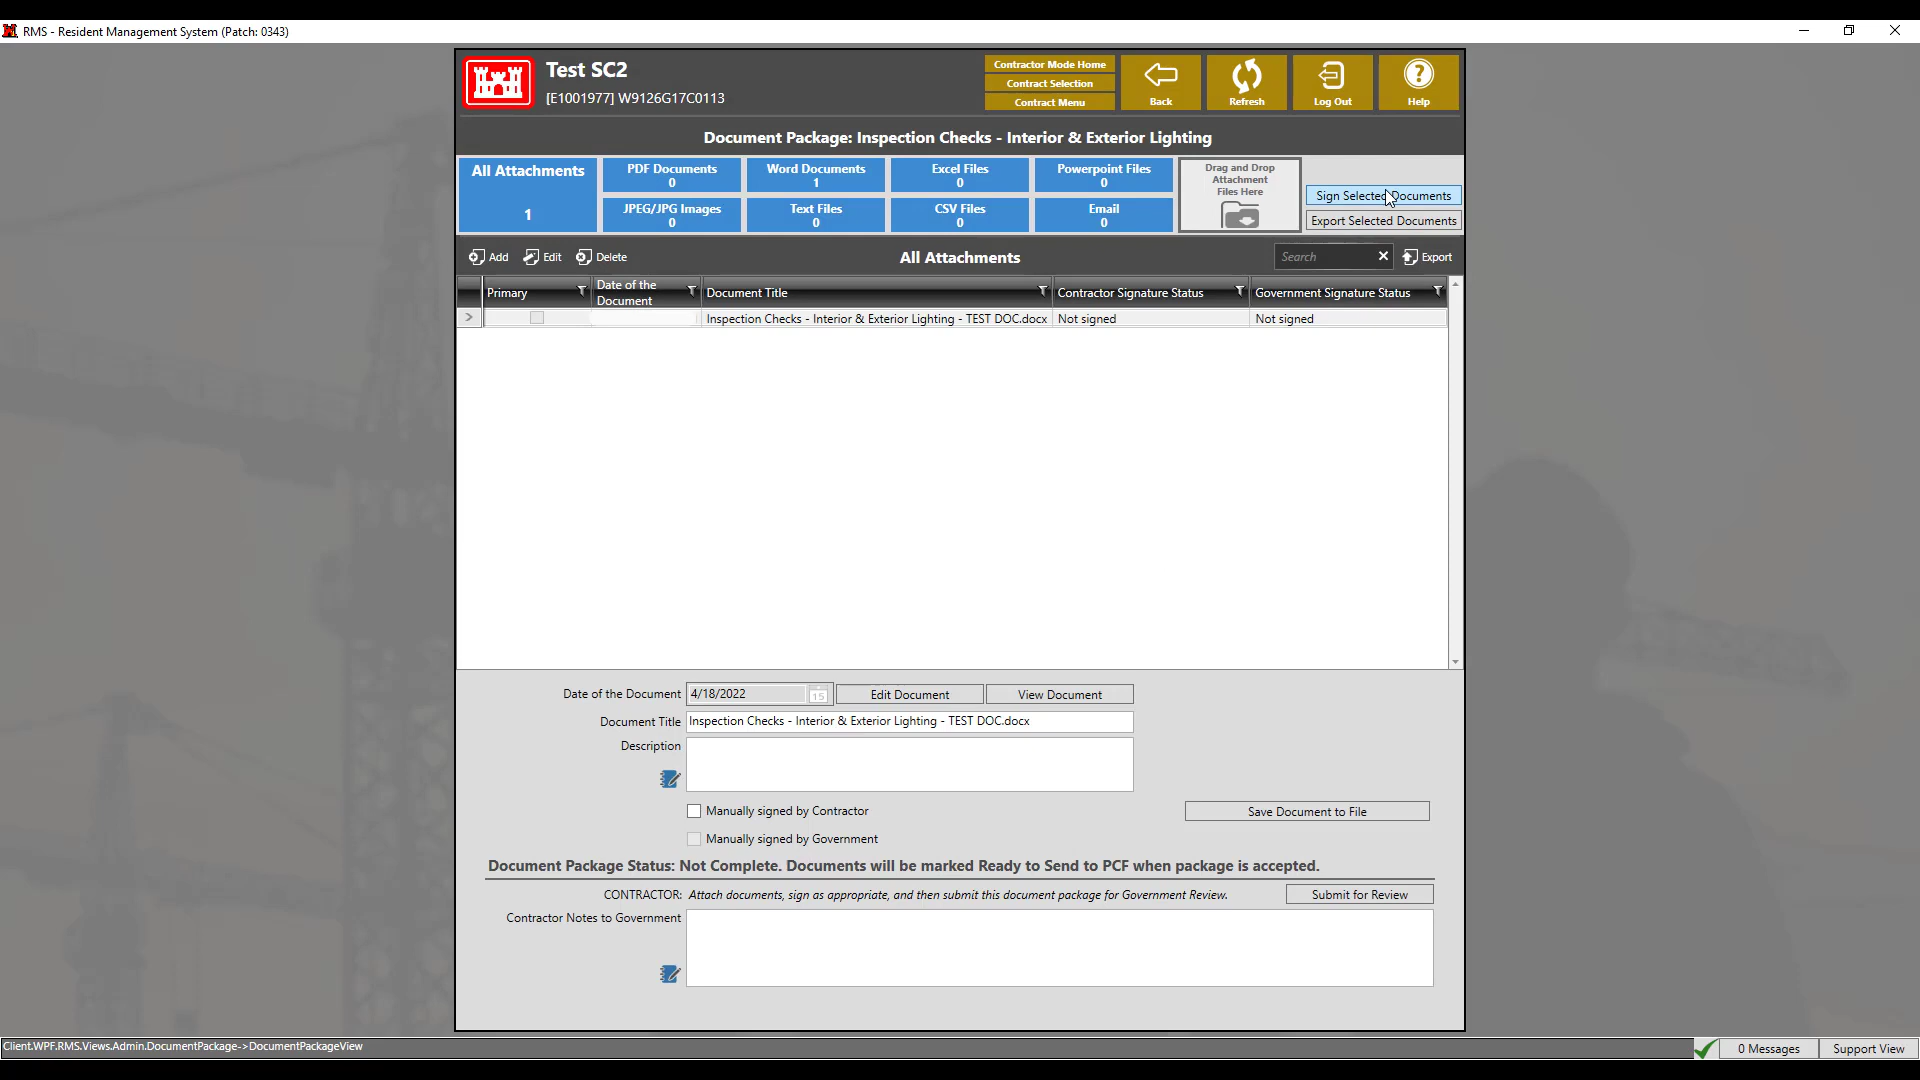 RMS - Resident Management System (Patch: 0343)
Test SC2
[E1001977] W9126G17C0113
Contractor Mode Home
Contract Selection
Contract Menu
Back
Refresh
Log Out
Help
Document Package: Inspection Checks - Interior & Exterior Lighting
All Attachments
1
PDF Documents
0
Word Documents
1
Excel Files
0
Powerpoint Files
0
JPEG/JPG Images
0
Text Files
0
CSV Files
0
Email
0
Drag and Drop
Attachment
Files Here
Sign Selected Documents
Export Selected Documents
Add
Edit
Delete
All Attachments
Search
Export
Primary
Date of the
Document
Document Title
Contractor Signature Status
Government Signature Status
Inspection Checks - Interior & Exterior Lighting - TEST DOC.docx
Not signed
Not signed
Date of the Document
4/18/2022
15
Edit Document
View Document
Document Title
Inspection Checks - Interior & Exterior Lighting - TEST DOC.docx
Description
Manually signed by Contractor
Save Document to File
Manually signed by Government
Document Package Status: Not Complete. Documents will be marked Ready to Send to PCF when package is accepted.
CONTRACTOR: Attach documents, sign as appropriate, and then submit this document package for Government Review.
Submit for Review
Contractor Notes to Government
Client.WPF.RMS.Views.Admin.DocumentPackage->DocumentPackageView
0 Messages
Support View